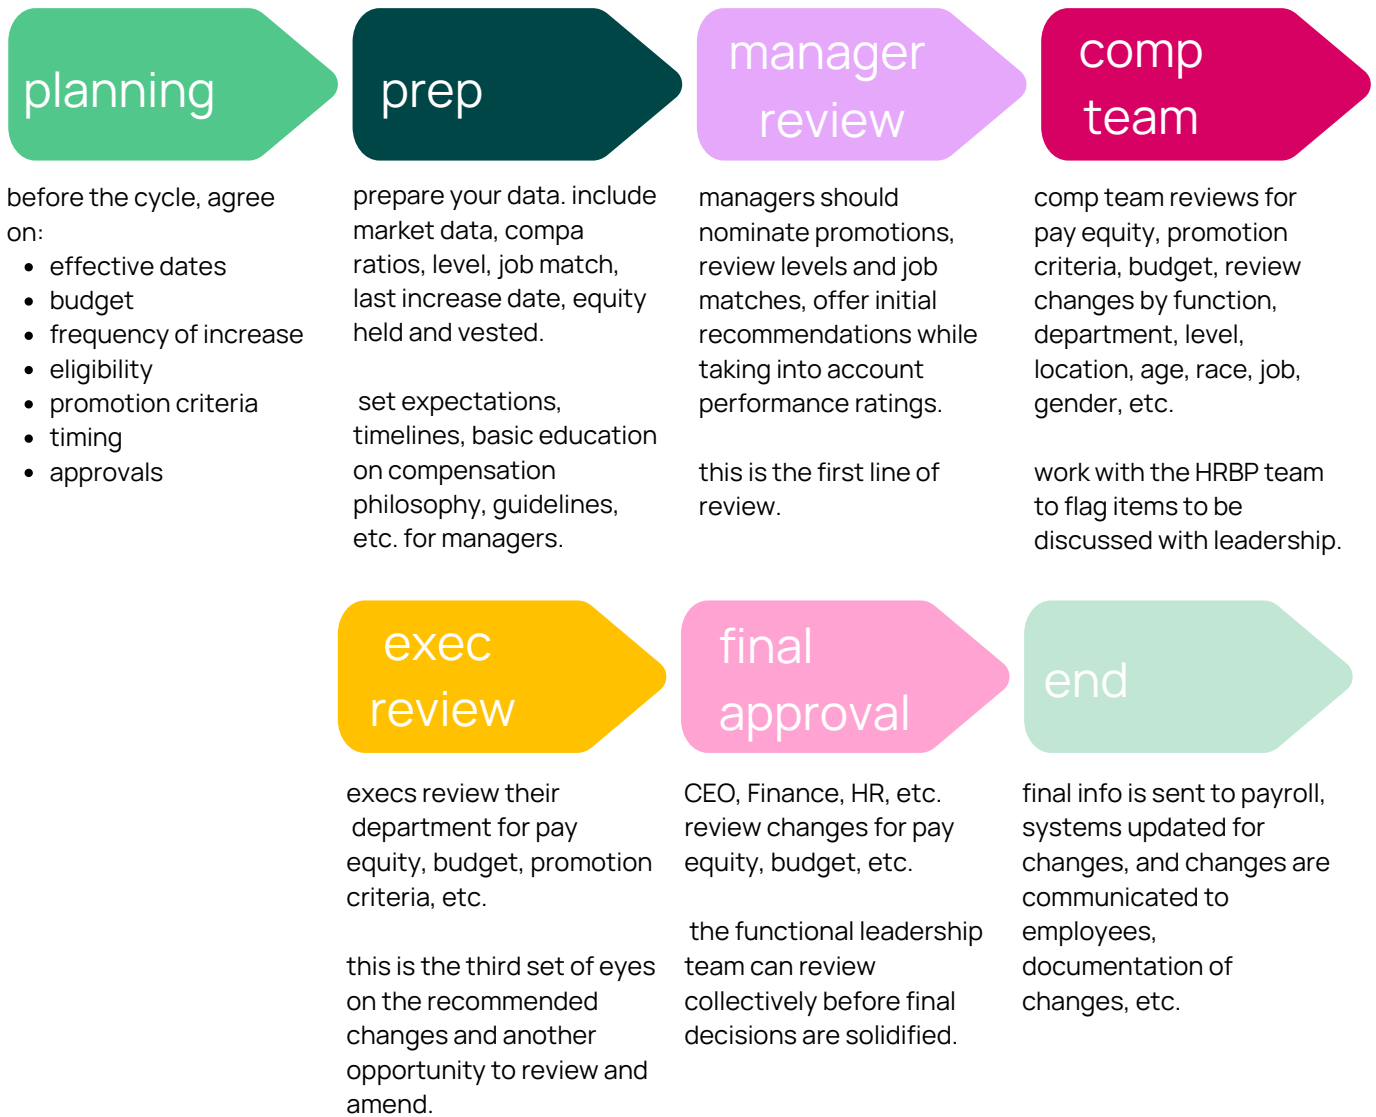 planning
before the cycle, agree
on:
• effective dates
• budget
• frequency of increase
• eligibility
• promotion criteria
• timing
• approvals
prep
prepare your data. include
market data, compa
ratios, level, job match,
last increase date, equity
held and vested.
set expectations,
timelines, basic education
on compensation
philosophy, guidelines,
etc. for managers.
manager
review
managers should
nominate promotions,
review levels and job
matches, offer initial
recommendations while
taking into account
performance ratings.
this is the first line of
review.
comp
team
comp team reviews for
pay equity, promotion
criteria, budget, review
changes by function,
department, level,
location, age, race, job,
gender, etc.
work with the HRBP team
to flag items to be
discussed with leadership.
exec
review
execs review their
department for pay
equity, budget, promotion
criteria, etc.
this is the third set of eyes
on the recommended
changes and another
opportunity to review and
amend.
final
approval
CEO, Finance, HR, etc.
review changes for pay
equity, budget, etc.
the functional leadership
team can review
collectively before final
decisions are solidified.
end
final info is sent to payroll,
systems updated for
changes, and changes are
communicated to
employees,
documentation of
changes, etc.